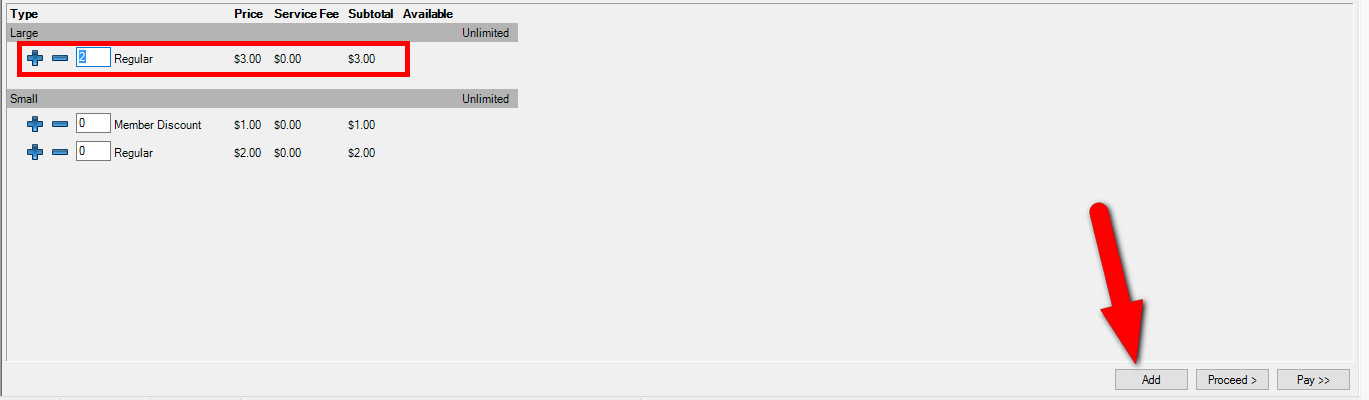 Type Price Service Fee Subtotal Available
Large Unlimited
2 Regular $3.00 $0.00 $3.00
Small Unlimited
0 Member Discount $1.00 $0.00 $1.00
0 Regular $2.00 $0.00 $2.00
Add Proceed > Pay >>